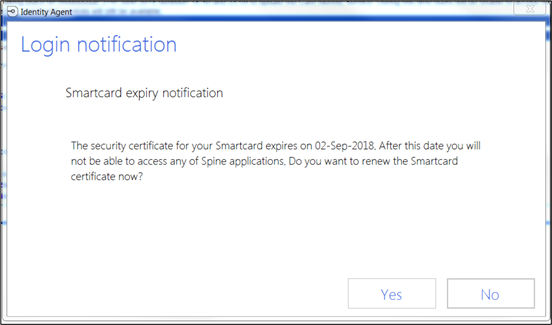 Identity Agent
Login notification
Smartcard expiry notification
The security certificate for your Smartcard expires on 02-Sep-2018. After this date you will
not be able to access any of Spine applications. Do you want to renew the Smartcard
certificate now?
Yes
No